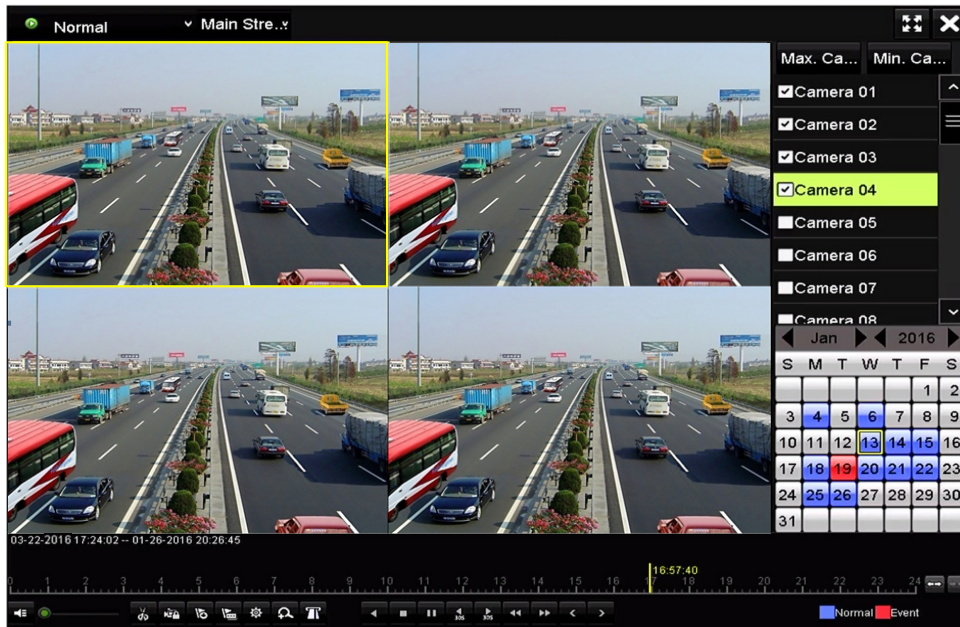 Normal Main Stre..
Max. Ca... Min. Ca...
Camera 01
Camera 02
Camera 03
Camera 04
Camera 05
Camera 06
Camera 07
Camera 08
Jan 2016
S M T W T F S
1 2
3 4 5 6 7 8 9
10 11 12 13 14 15 16
17 18 19 20 21 22 23
24 25 26 27 28 29 30
31
03-22-2016 17:24:02 -- 01-26-2016 20:26:45
16:57:40
0 1 2 3 4 5 6 7 8 9 10 11 12 13 14 15 16 17 18 19 20 21 22 23 24
30S 30S
Normal Event